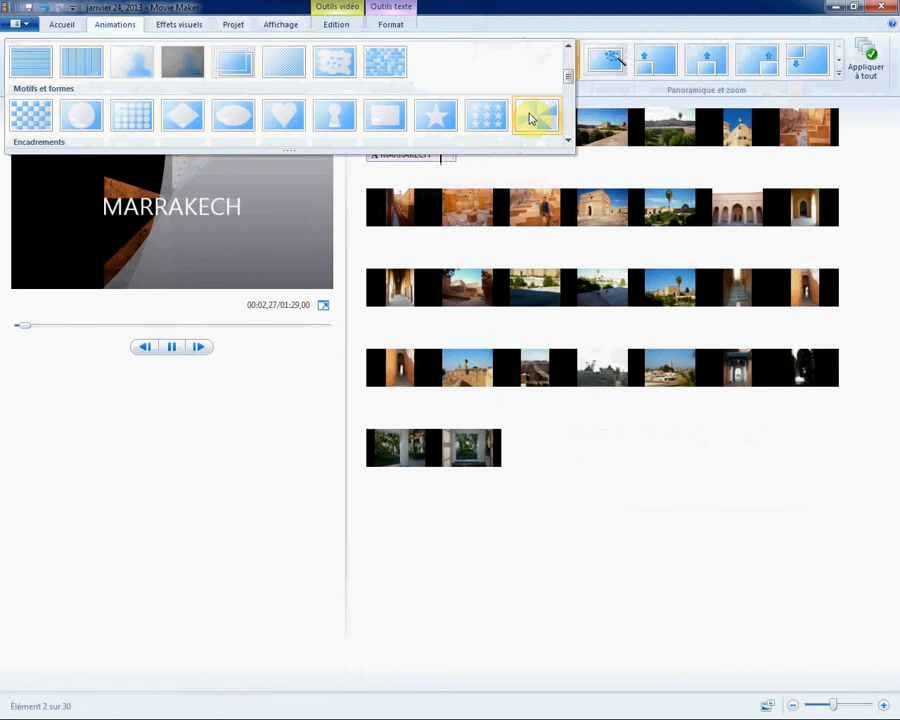 janvier 24, 2013 - Movie Maker
Outils vidéo
Outils texte
Accueil
Animations
Effets visuels
Projet
Affichage
Edition
Format
Motifs et formes
Encadrements
Appliquer
à tout
Panoramique et zoom
MARRAKECH
MARRAKECH
00:02,27/01:29,00
Élément 2 sur 30